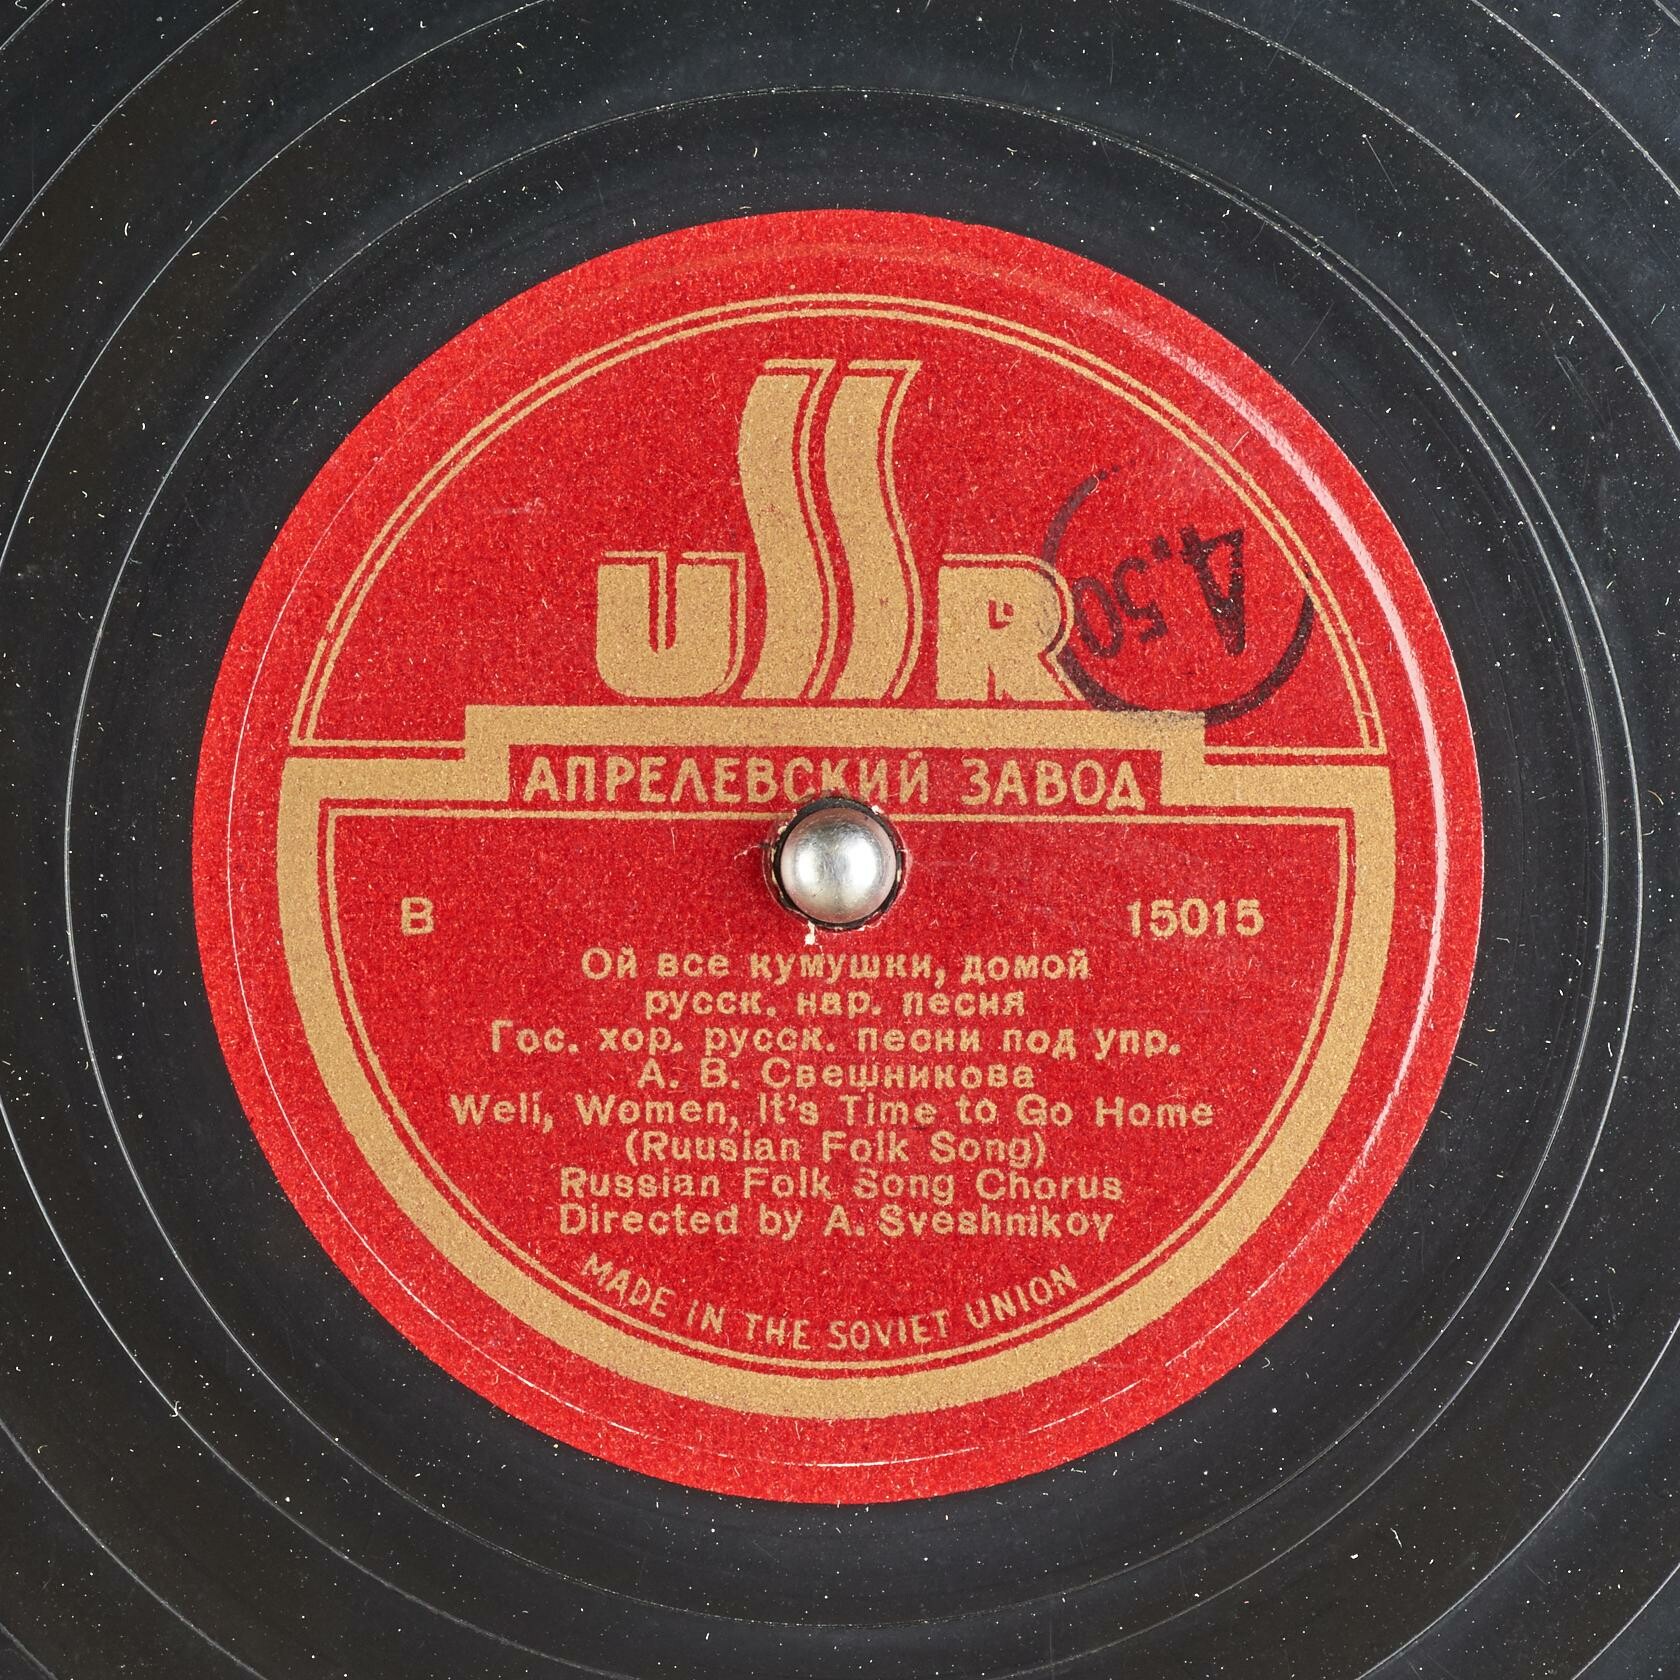 USSR
4.50
АПРЕЛЕВСКИЙ ЗАВОД
В 15015
Ой все кумушки, домой
русск. нар. песня
Гос. хор. русск. песни под упр.
А. В. Свешникова
Well, Women, It's Time to Go Home
(Ruusian Folk Song)
Russian Folk Song Chorus
Directed by A. Sveshnikov
MADE IN THE SOVIET UNION